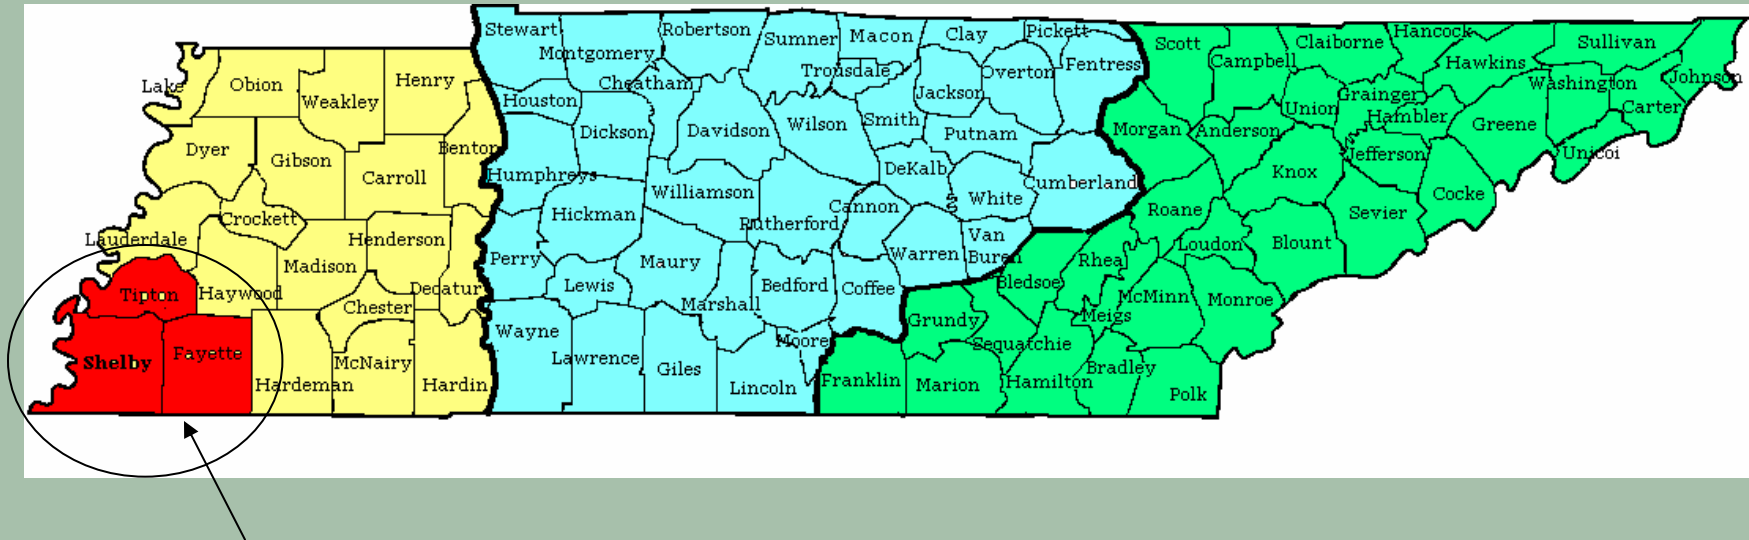 Stewart
Robertson
Montgomery
Sumner
Macon
Clay
Pickett
Scott
Campbell
Claiborne
Hancock
Hawkins
Sullivan
Washington
Johnson
Carter
Lake
Obion
Weakley
Henry
Houston
Cheatham
Trousdale
Jackson
Overton
Fentress
Union
Grainger
Hambler
Greene
Unicoi
Dyer
Gibson
Carroll
Benton
Dickson
Davidson
Wilson
Smith
Putnam
Morgan
Anderson
Jefferson
Knox
Cocke
Humphreys
Hickman
Williamson
Rutherford
Cannon
DeKalb
White
Cumberland
Roane
Loudon
Blount
Sevier
Lauderdale
Crockett
Henderson
Madison
Haywood
Decatur
Chester
Perry
Lewis
Maury
Marshall
Bedford
Coffee
Warren
Van
Buren
Bledsoe
Rhea
Meigs
McMinn
Monroe
Tipton
Shelby
Fayette
Hardeman
McNairy
Hardin
Wayne
Lawrence
Giles
Lincoln
Moore
Franklin
Grundy
Marion
Sequatchie
Hamilton
Bradley
Polk